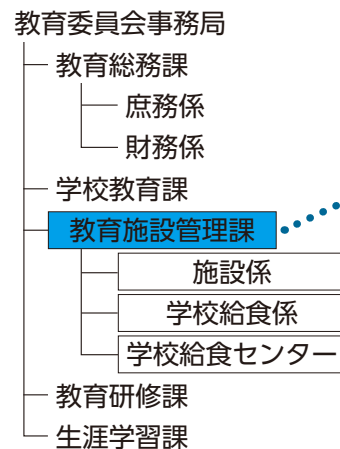 教育委員会事務局
教育総務課
庶務係
財務係
学校教育課
教育施設管理課
施設係
学校給食係
学校給食センター
教育研修課
生涯学習課